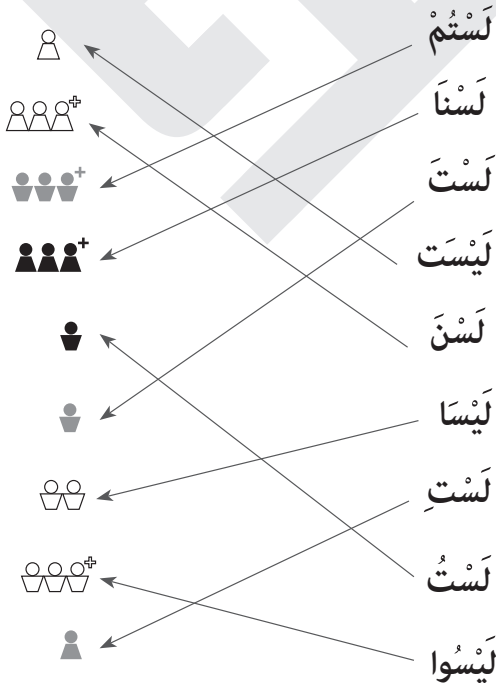 لَسْتُمْ
لَسْنَا
لَسْتَ
لَيْسَت
لَسْنَ
لَيْسَا
لَسْتِ
لَسْتُ
لَيْسُوا